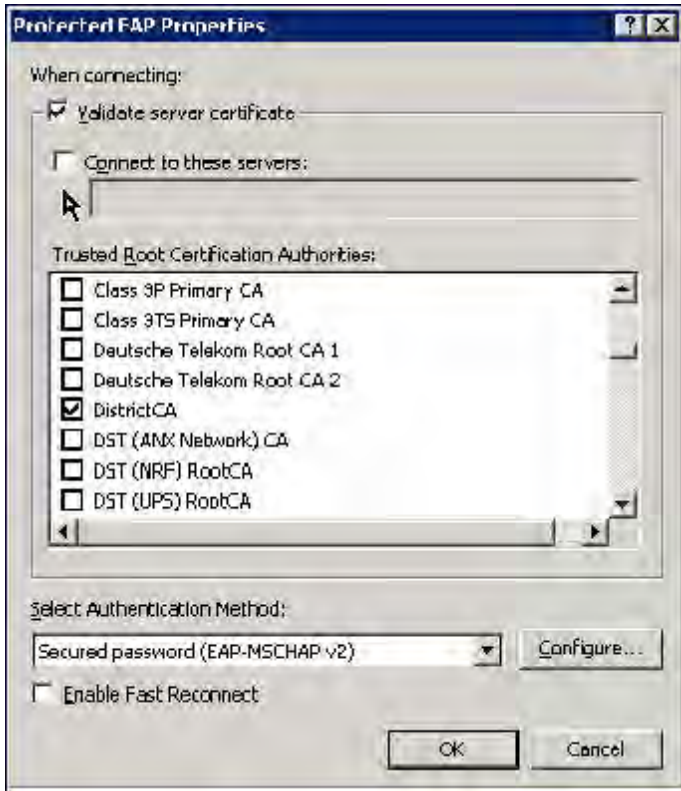 Protected EAP Properties
When connecting:
Validate server certificate
Connect to these servers:
Trusted Root Certification Authorities:
Class 3P Primary CA
Class 3TS Primary CA
Deutsche Telekom Root CA 1
Deutsche Telekom Root CA 2
DistrictCA
DST (ANX Network) CA
DST (NRF) RootCA
DST (UPS) RootCA
Select Authentication Method:
Secured password (EAP-MSCHAP v2)
Configure...
Enable Fast Reconnect
OK
Cancel